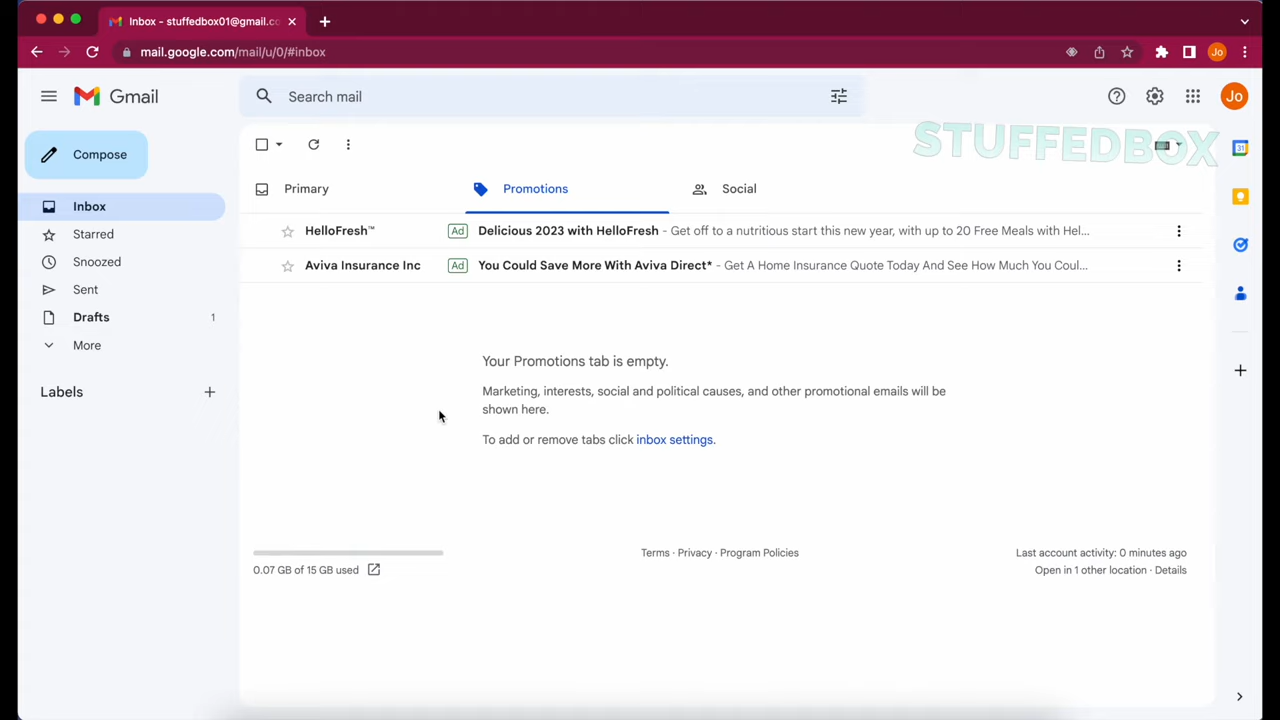 Inbox - stuffedbox01@gmail.co
mail.google.com/mail/u/0/#inbox
Jo
Gmail
Search mail
Jo
STUFFEDBOX
Compose
31
Primary
Promotions
Social
Inbox
HelloFresh™ Ad Delicious 2023 with HelloFresh - Get off to a nutritious start this new year, with up to 20 Free Meals with Hel...
Starred
Snoozed
Aviva Insurance Inc Ad You Could Save More With Aviva Direct* - Get A Home Insurance Quote Today And See How Much You Coul...
Sent
Drafts 1
More
Your Promotions tab is empty.
Labels
Marketing, interests, social and political causes, and other promotional emails will be
shown here.
To add or remove tabs click inbox settings.
Terms · Privacy · Program Policies
Last account activity: 0 minutes ago
0.07 GB of 15 GB used
Open in 1 other location · Details